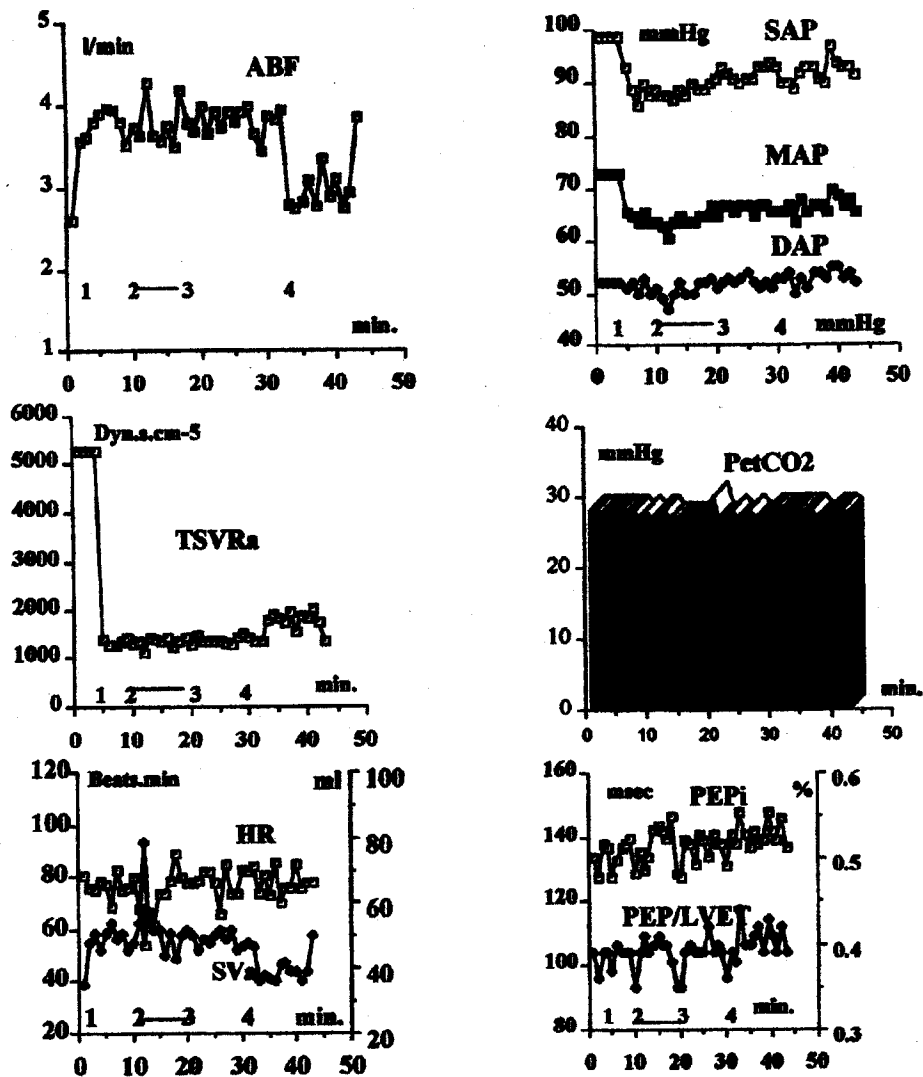 5
4
3
2
1
l/min
ABF
1 2 3 4
min.
0 10 20 30 40 50
100
90
80
100
70
60
50
40
mmHg
SAP
MAP
DAP
1 2 3 4
mmHg
0 10 20 30 40 50
6000
5000
4000
3000
2000
1000
0
Dyn.s.cm-5
TSVRa
1 2 3 4
min.
0 10 20 30 40 50
40
30
20
10
0
mmHg
PetCO2
min.
0 10 20 30 40 50
120
100
80
60
40
20
Beats.min
ml
100
80
60
40
20
HR
SVa
1 2 3 4
min.
0 10 20 30 40 50
160
140
120
100
80
msec
%
0.6
0.5
0.4
0.3
PEPi
PEP/LVET
1 2 3 4
min.
0 10 20 30 40 50